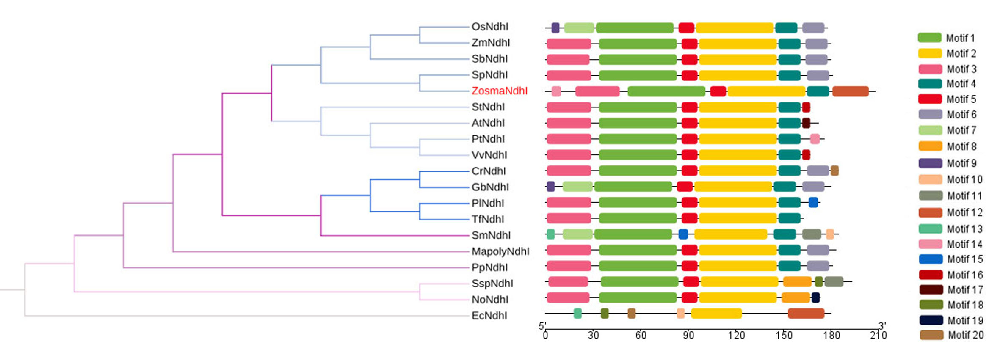 OsNdhI
ZmNdhI
SbNdhI
SpNdhI
ZosmaNdhI
StNdhI
AtNdhI
PtNdhI
VvNdhI
CrNdhI
GbNdhI
PlNdhI
TfNdhI
SmNdhI
MapolyNdhI
PpNdhI
SspNdhI
NoNdhI
EcNdhI
5' 3'
0 30 60 90 120 150 180 210
Motif 1
Motif 2
Motif 3
Motif 4
Motif 5
Motif 6
Motif 7
Motif 8
Motif 9
Motif 10
Motif 11
Motif 12
Motif 13
Motif 14
Motif 15
Motif 16
Motif 17
Motif 18
Motif 19
Motif 20